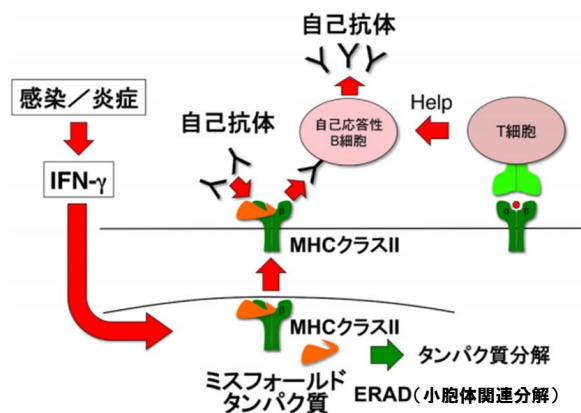 自己抗体
感染／炎症
自己抗体
自己応答性
B細胞
Help
T細胞
IFN-γ
MHCクラスII
MHCクラスII
ミスフォールド
タンパク質
タンパク質分解
ERAD（小胞体関連分解）